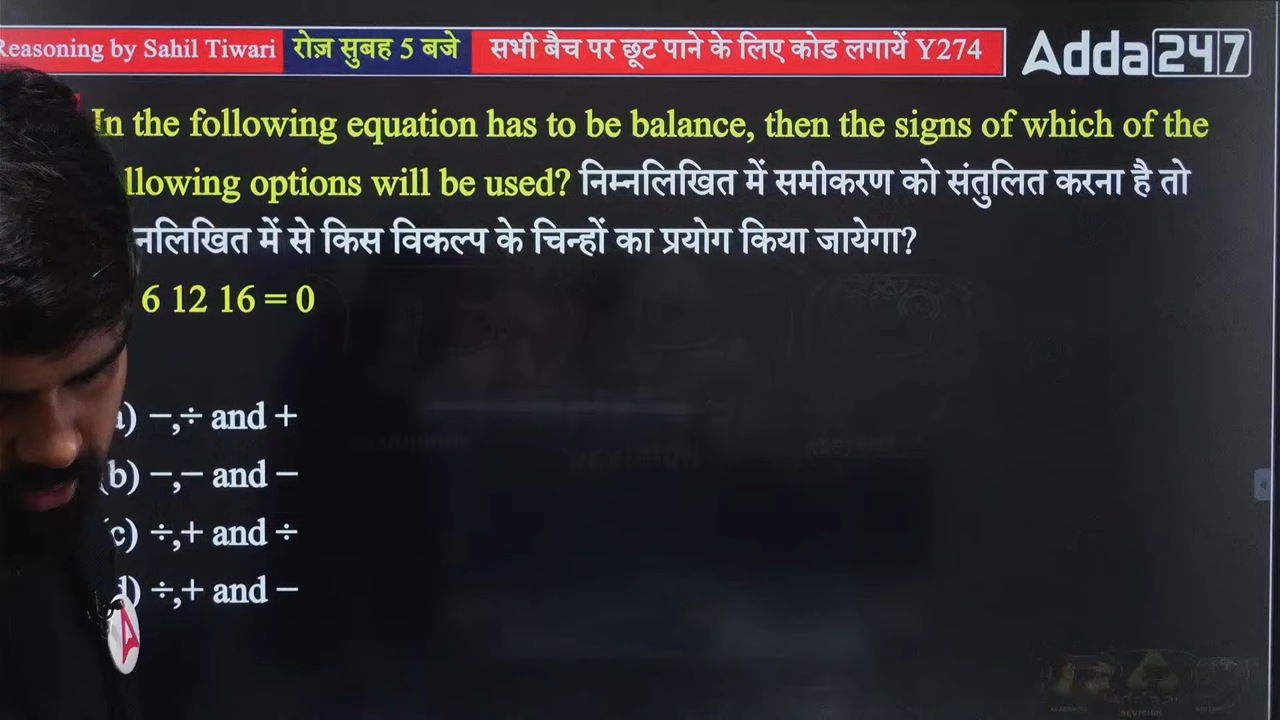 Reasoning by Sahil Tiwari रोज़ सुबह 5 बजे सभी बैच पर छूट पाने के लिए कोड लगायें Y274 Adda 247
In the following equation has to be balance, then the signs of which of the
llowing options will be used? निम्नलिखित में समीकरण को संतुलित करना है तो
नलिखित में से किस विकल्प के चिन्हों का प्रयोग किया जायेगा?
6 12 16 = 0
a) −,÷ and +
(b) −,− and −
(c) ÷,+ and ÷
d) ÷,+ and −